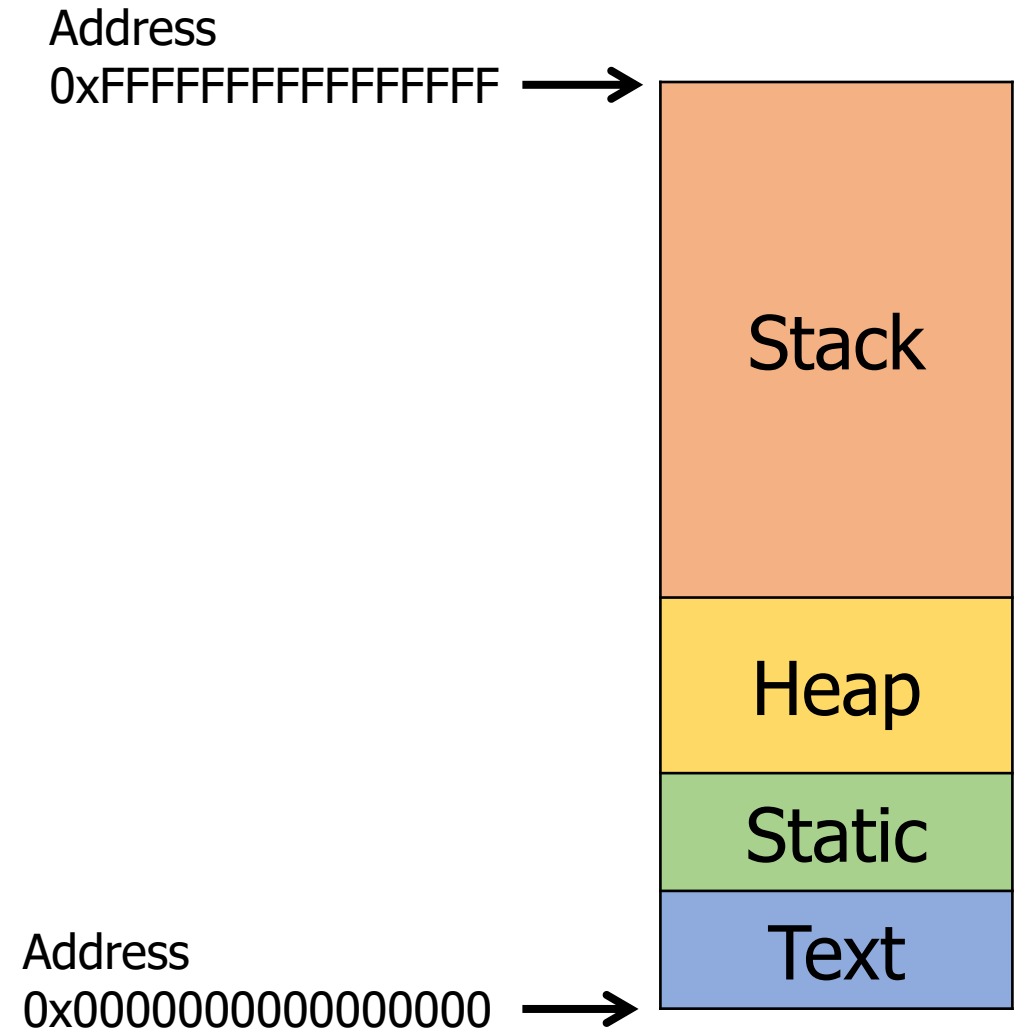 Address
0xFFFFFFFFFFFFFFFF
Stack
Heap
Static
Text
Address
0x0000000000000000